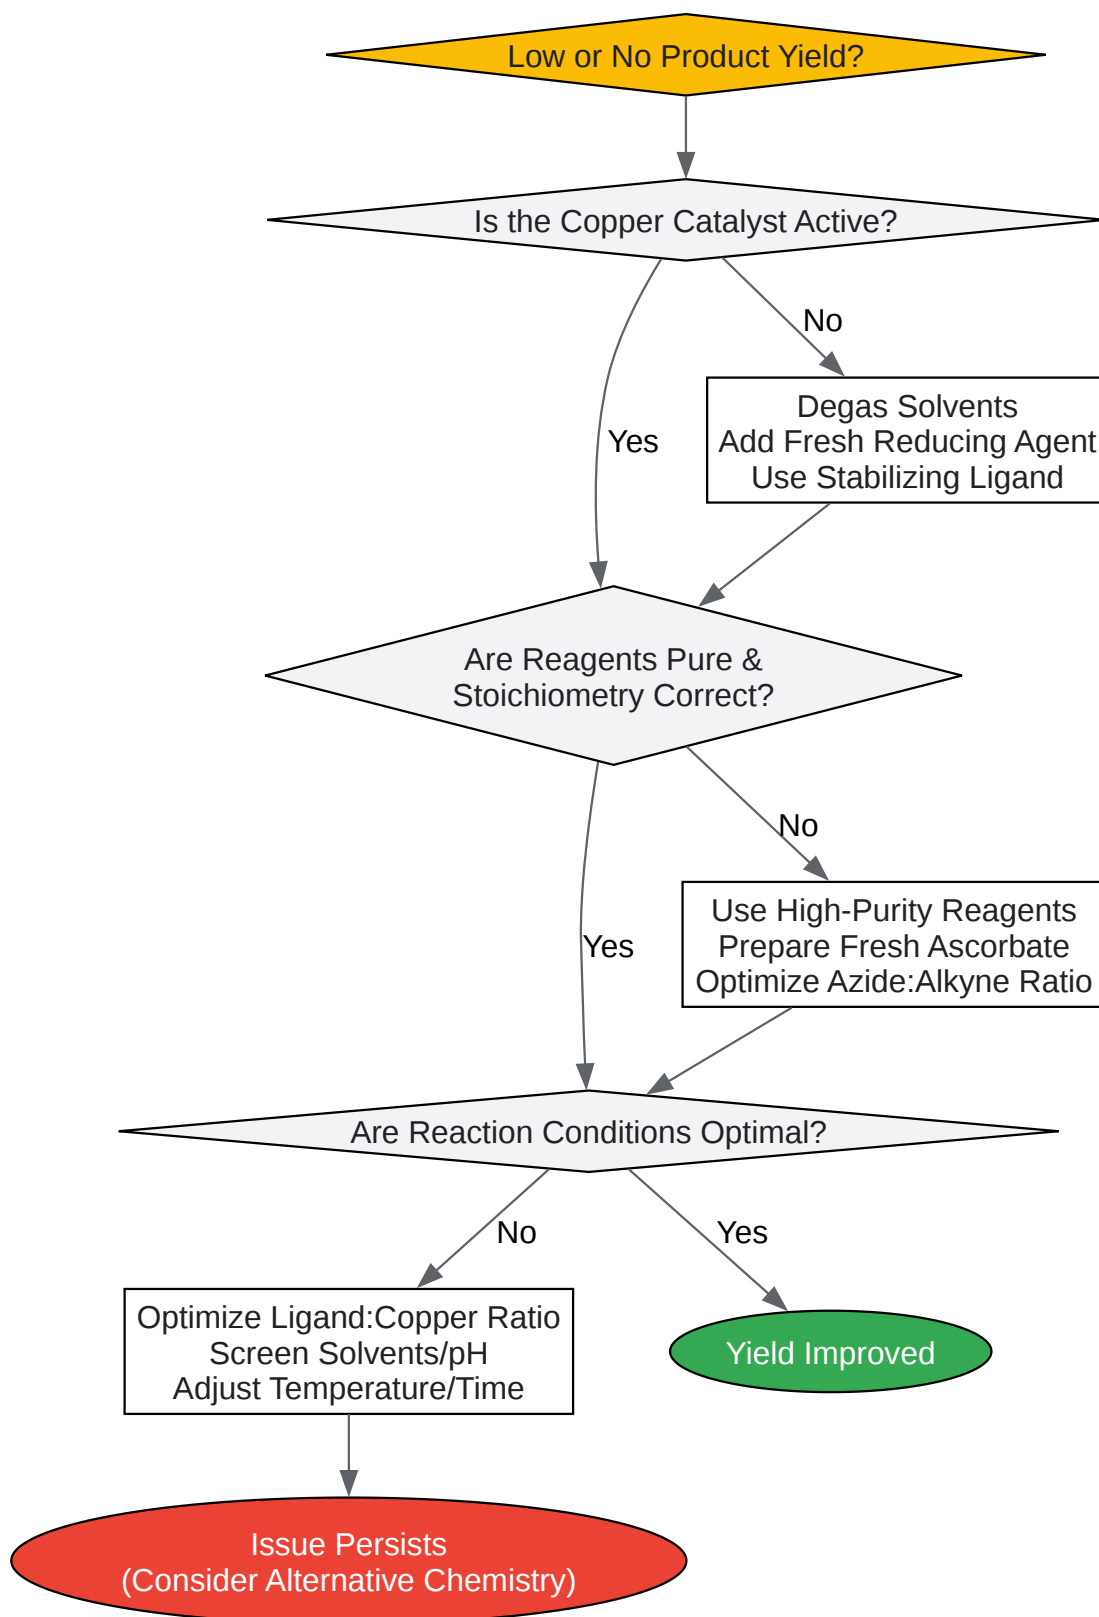 Low or No Product Yield?
Is the Copper Catalyst Active?
No
Degas Solvents
Add Fresh Reducing Agent
Use Stabilizing Ligand
Yes
Are Reagents Pure &
Stoichiometry Correct?
No
Use High-Purity Reagents
Prepare Fresh Ascorbate
Optimize Azide:Alkyne Ratio
Yes
Are Reaction Conditions Optimal?
No
Yes
Optimize Ligand:Copper Ratio
Screen Solvents/pH
Adjust Temperature/Time
Yield Improved
Issue Persists
(Consider Alternative Chemistry)